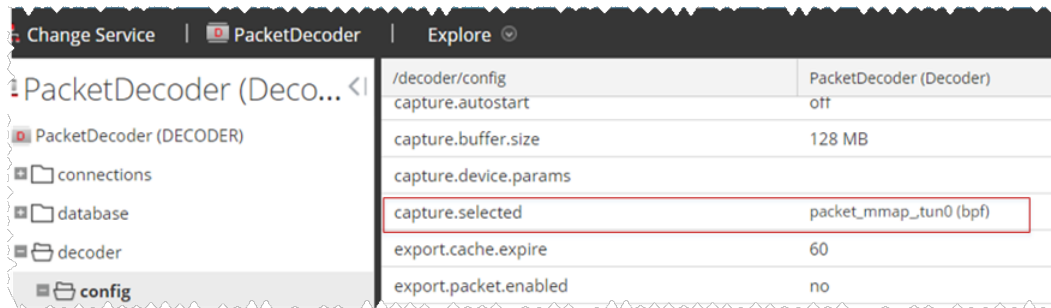 Change Service | D PacketDecoder | Explore
PacketDecoder (Deco...
D PacketDecoder (DECODER)
connections
database
decoder
config
/decoder/config PacketDecoder (Decoder)
capture.autostart off
capture.buffer.size 128 MB
capture.device.params
capture.selected packet_mmap_,tun0 (bpf)
export.cache.expire 60
export.packet.enabled no